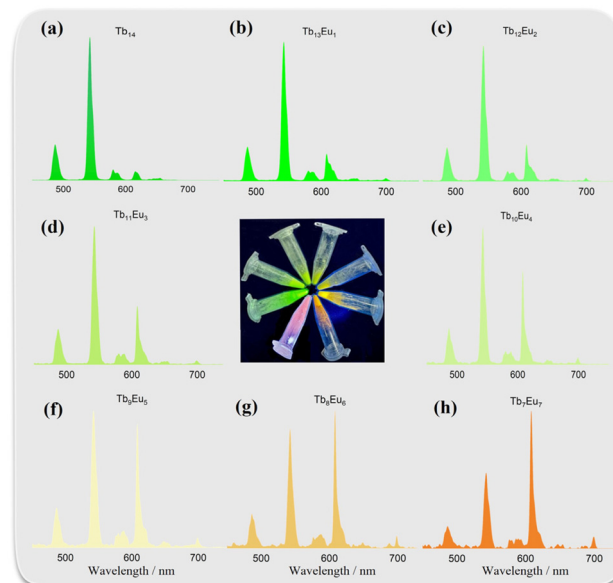 (a)
Tb14
(b)
Tb13Eu1
(c)
Tb12Eu2
500 600 700
500 600 700
500 600 700
(d)
Tb11Eu3
(e)
Tb10Eu4
500 600 700
500 600 700
(f)
Tb9Eu5
(g)
Tb8Eu6
(h)
Tb7Eu7
500 600 700
500 600 700
500 600 700
Wavelength / nm
Wavelength / nm
Wavelength / nm